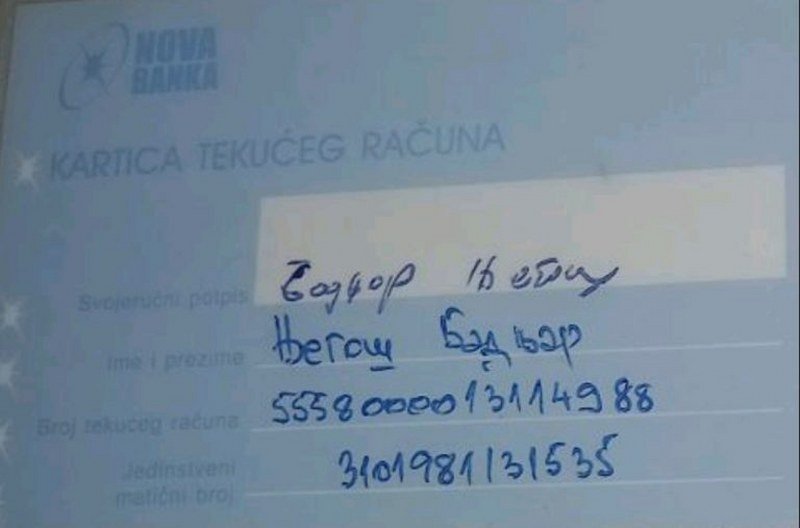 NOVA
BANKA
KARTICA TEKUĆEG RAČUNA
Svojeručni potpis Бадњар Његош
Ime i prezime Његош Бадњар
Broj tekućeg računa 5558000013114988
Jedinstveni
matični broj 3101981131535